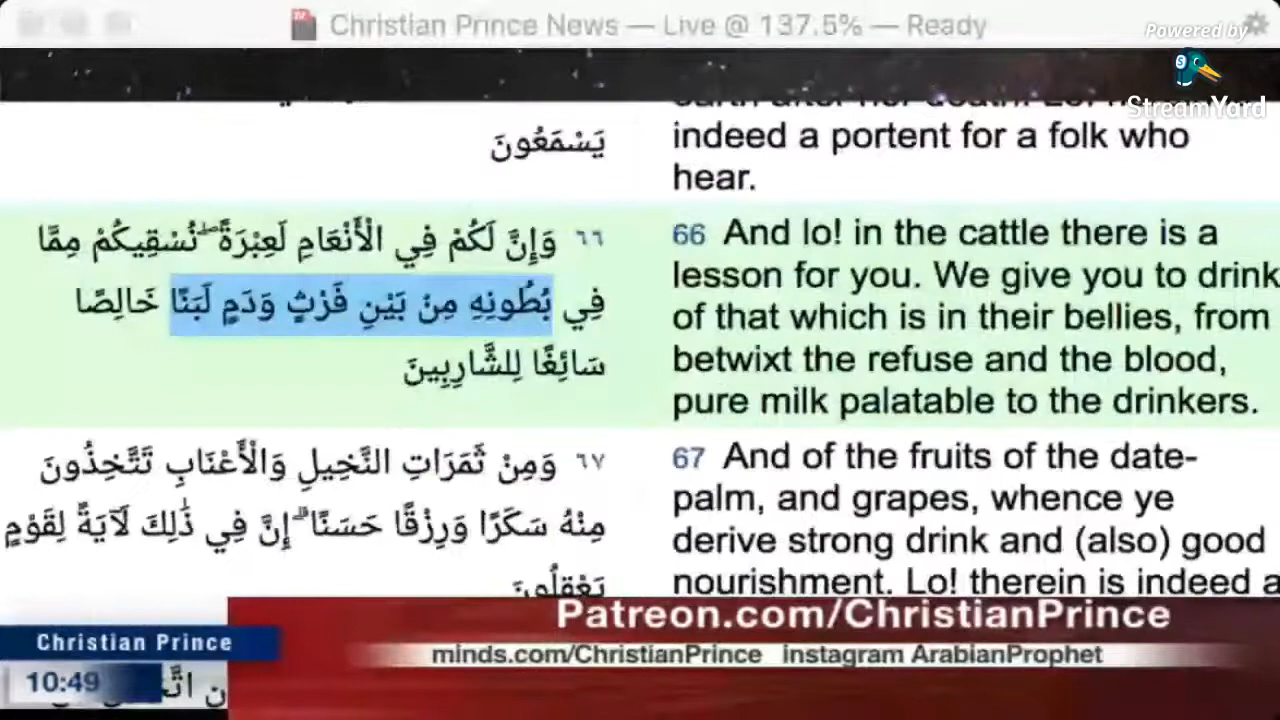 Christian Prince News — Live @ 137.5% — Ready
Powered by
StreamYard
يَسْمَعُونَ
indeed a portent for a folk who
hear.
٦٦ وَإِنَّ لَكُمْ فِي الْأَنْعَامِ لَعِبْرَةً ۖ نُسْقِيكُمْ مِمَّا
فِي بُطُونِهِ مِنْ بَيْنِ فَرْثٍ وَدَمٍ لَبَنًا خَالِصًا
سَائِغًا لِلشَّارِبِينَ
66 And lo! in the cattle there is a
lesson for you. We give you to drink
of that which is in their bellies, from
betwixt the refuse and the blood,
pure milk palatable to the drinkers.
٦٧ وَمِنْ ثَمَرَاتِ النَّخِيلِ وَالْأَعْنَابِ تَتَّخِذُونَ
مِنْهُ سَكَرًا وَرِزْقًا حَسَنًا ۗ إِنَّ فِي ذَٰلِكَ لَآيَةً لِقَوْمٍ
يَعْقِلُونَ
67 And of the fruits of the date-
palm, and grapes, whence ye
derive strong drink and (also) good
nourishment. Lo! therein is indeed a
Patreon.com/ChristianPrince
Christian Prince
minds.com/ChristianPrince instagram ArabianProphet
10:49